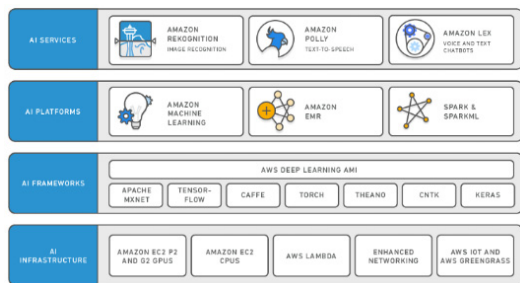 AI SERVICES
AMAZON
REKOGNITION
IMAGE RECOGNITION
AMAZON
POLLY
TEXT-TO-SPEECH
AMAZON LEX
VOICE AND TEXT
CHATBOTS
AI PLATFORMS
AMAZON
MACHINE
LEARNING
AMAZON
EMR
SPARK &
SPARKML
AI FRAMEWORKS
AWS DEEP LEARNING AMI
APACHE
MXNET
TENSOR-
FLOW
CAFFE
TORCH
THEANO
CNTK
KERAS
AI
INFRASTRUCTURE
AMAZON EC2 P2
AND G2 GPUS
AMAZON EC2
CPUS
AWS LAMBDA
ENHANCED
NETWORKING
AWS IOT AND
AWS GREENGRASS